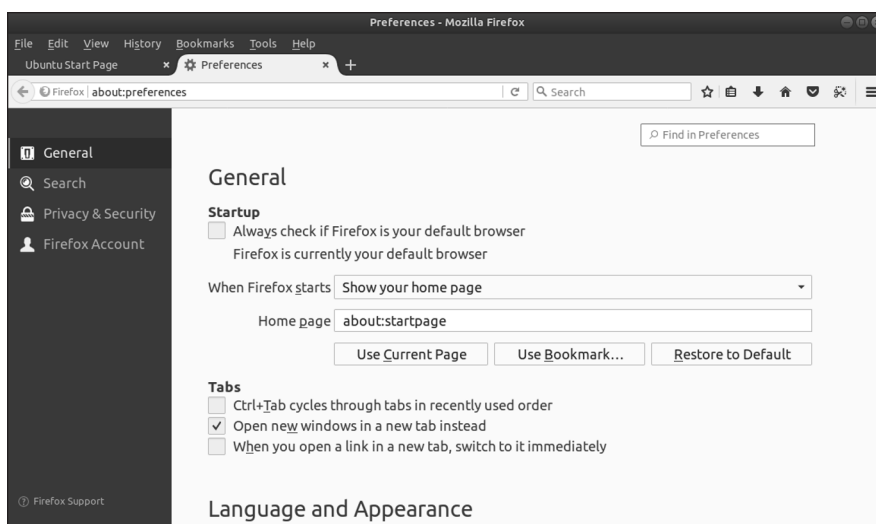 Preferences - Mozilla Firefox
File Edit View History Bookmarks Tools Help
Ubuntu Start Page × Preferences × +
Firefox about:preferences Search
Find in Preferences
General
Search
Privacy & Security
Firefox Account
Firefox Support
General
Startup
Always check if Firefox is your default browser
Firefox is currently your default browser
When Firefox starts Show your home page
Home page about:startpage
Use Current Page Use Bookmark... Restore to Default
Tabs
Ctrl+Tab cycles through tabs in recently used order
Open new windows in a new tab instead
When you open a link in a new tab, switch to it immediately
Language and Appearance